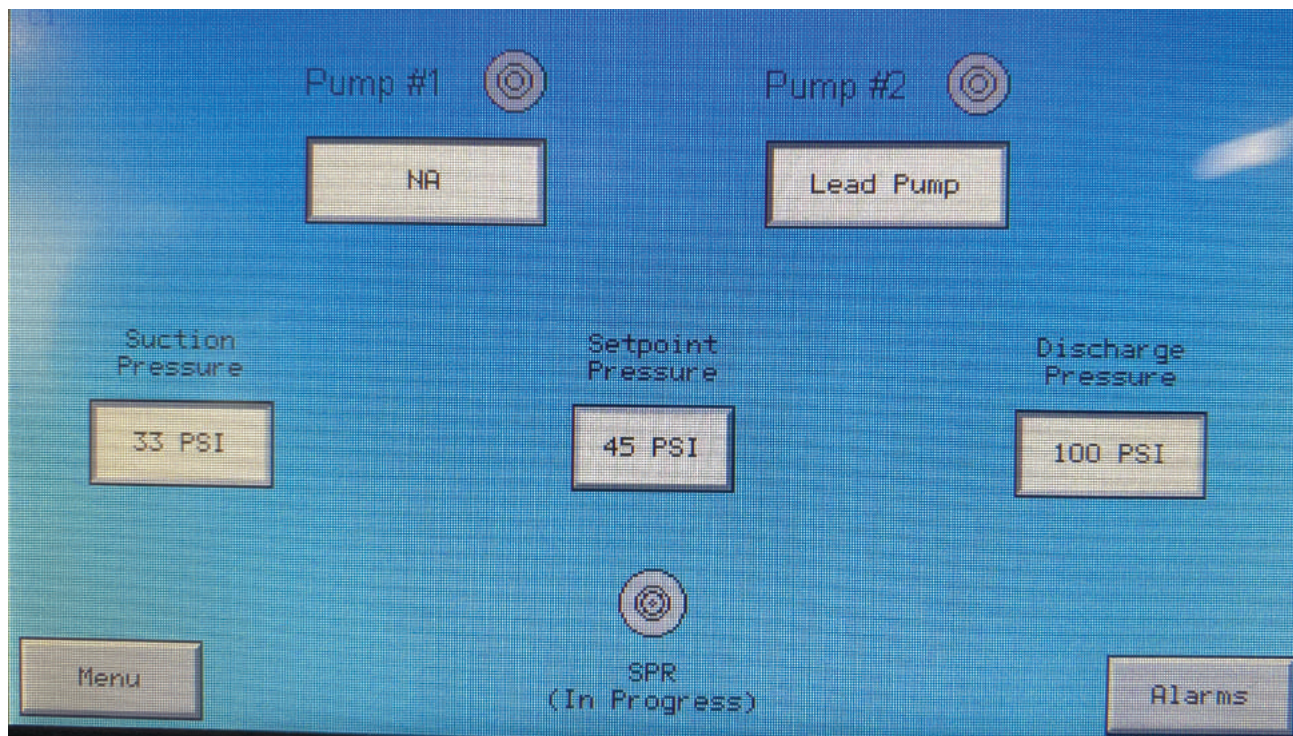 Pump #1
Pump #2
NA
Lead Pump
Suction
Pressure
Setpoint
Pressure
Discharge
Pressure
33 PSI
45 PSI
100 PSI
SPR
(In Progress)
Menu
Alarms